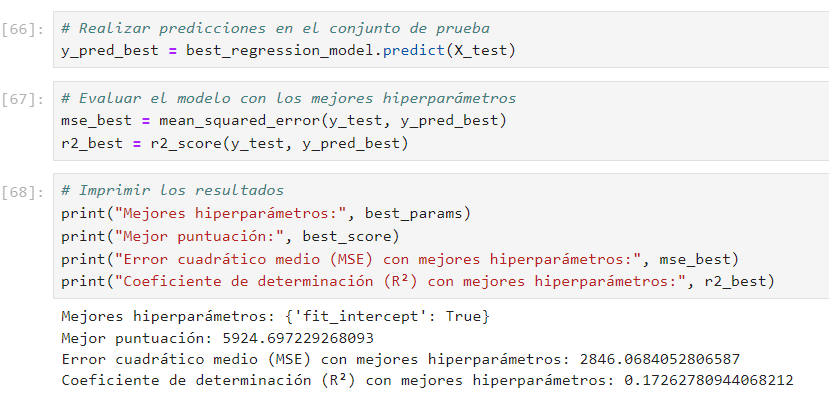 [66]: # Realizar predicciones en el conjunto de prueba
y_pred_best = best_regression_model.predict(X_test)
[67]: # Evaluar el modelo con los mejores hiperparámetros
mse_best = mean_squared_error(y_test, y_pred_best)
r2_best = r2_score(y_test, y_pred_best)
[68]: # Imprimir los resultados
print("Mejores hiperparámetros:", best_params)
print("Mejor puntuación:", best_score)
print("Error cuadrático medio (MSE) con mejores hiperparámetros:", mse_best)
print("Coeficiente de determinación (R²) con mejores hiperparámetros:", r2_best)
Mejores hiperparámetros: {'fit_intercept': True}
Mejor puntuación: 5924.697229268093
Error cuadrático medio (MSE) con mejores hiperparámetros: 2846.0684052806587
Coeficiente de determinación (R²) con mejores hiperparámetros: 0.17262780944068212